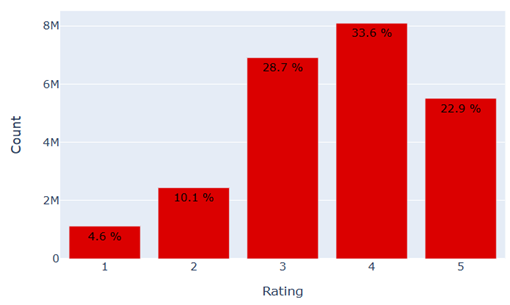 8M
6M
4M
2M
0
Count
4.6 %
10.1 %
28.7 %
33.6 %
22.9 %
1 2 3 4 5
Rating